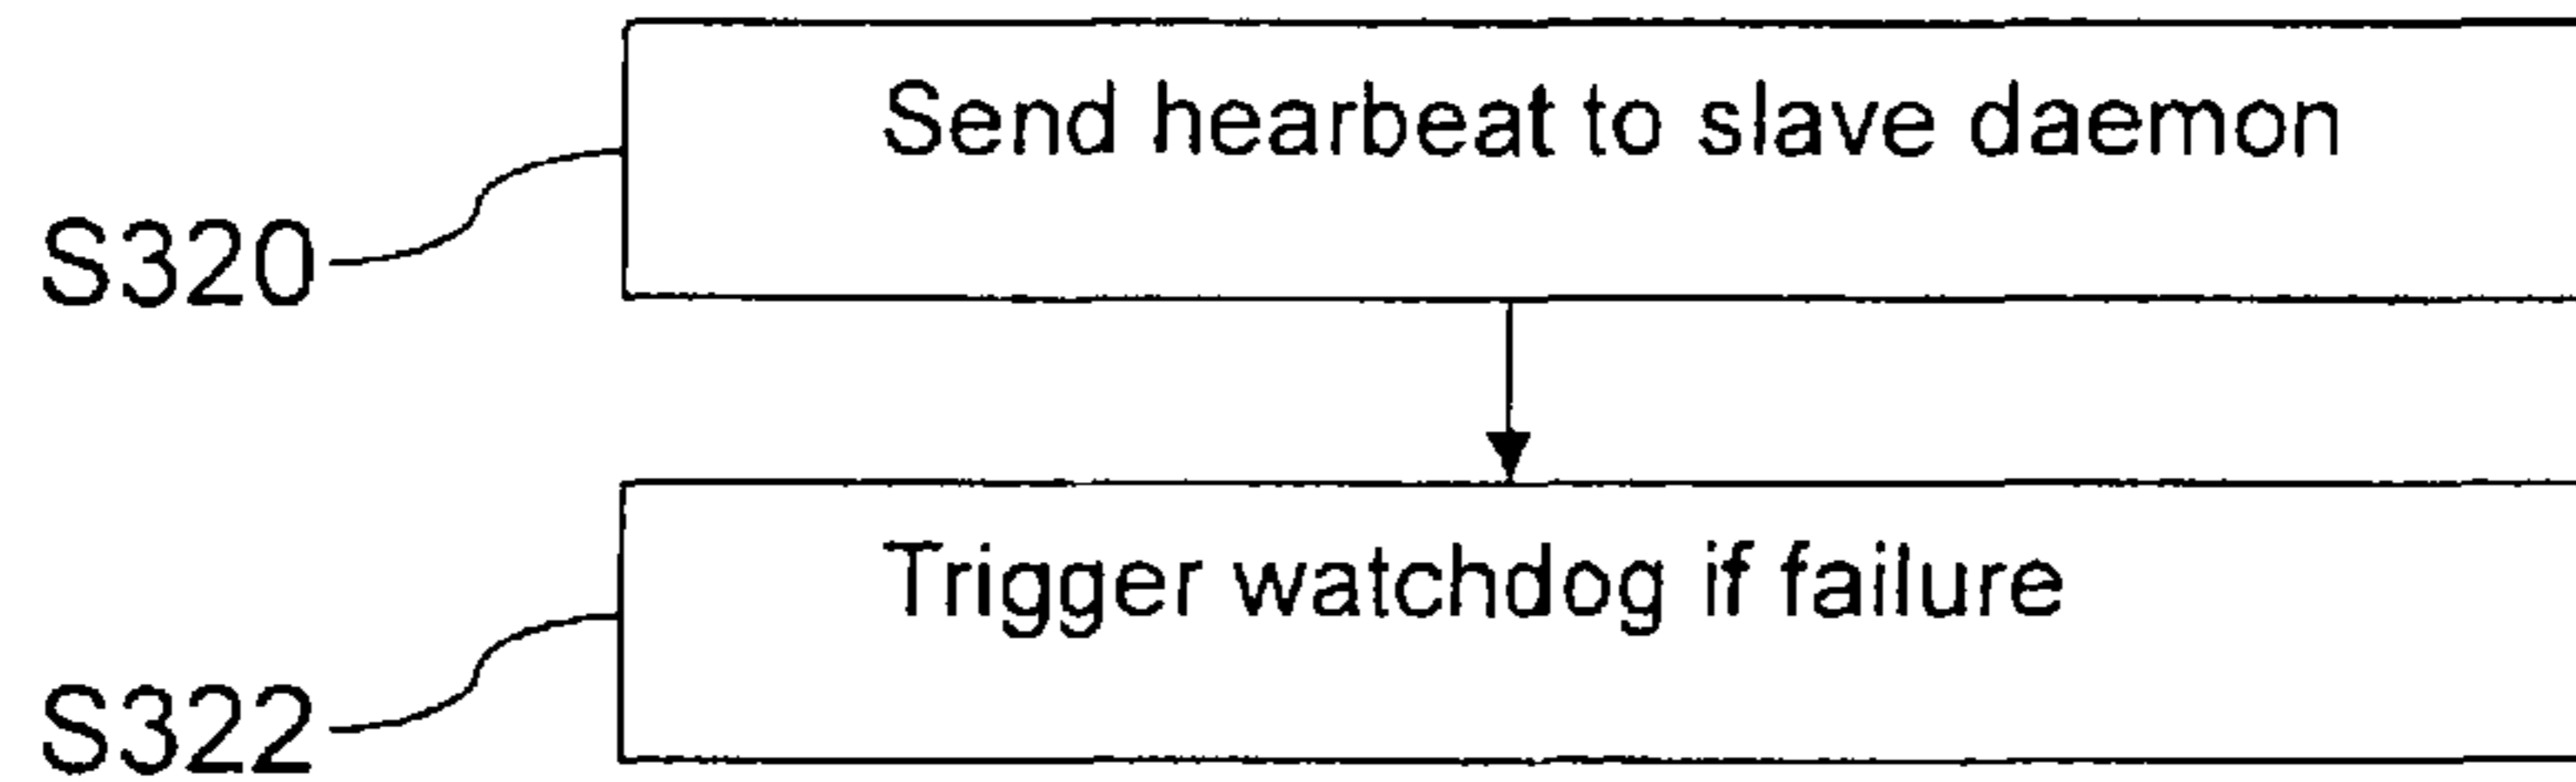 Send hearbeat to slave daemon
S320
Trigger watchdog if failure
S322